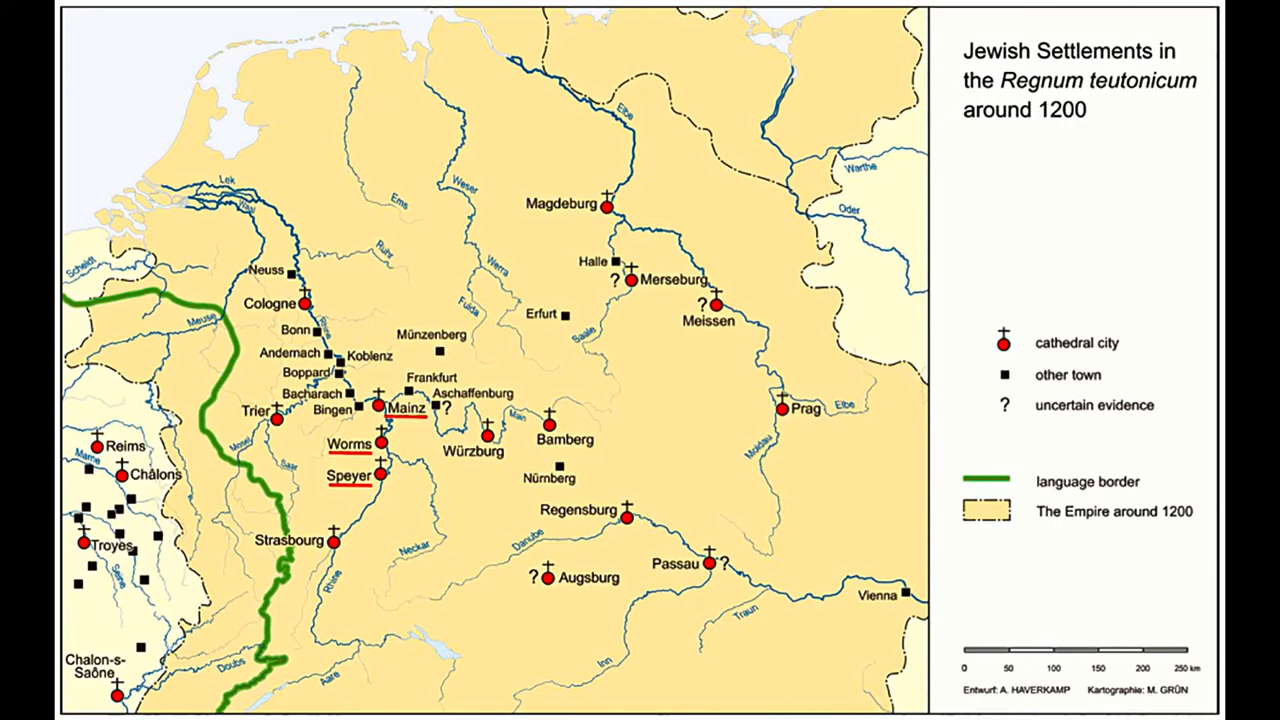 Jewish Settlements in
the Regnum teutonicum
around 1200
Elbe
Lek
Waal
Weser
Ems
Warthe
Oder
Magdeburg
Ruhr
Scheldt
Neuss
Werra
Halle
? Merseburg
Cologne
Fulda
?
Meissen
Meuse
Rhine
Bonn
Erfurt
Saale
Münzenberg
Andernach
Koblenz
Boppard
Frankfurt
Bacharach
Aschaffenburg
Bingen
Mainz
?
Trier
Main
Prag
Elbe
Worms
Bamberg
Mosel
Reims
Würzburg
Moldau
Marne
Saar
Châlons
Speyer
Nürnberg
Regensburg
Troyes
Strasbourg
Neckar
Danube
Seine
Rhine
? Augsburg
Passau ?
Vienna
Traun
Chalon-s-
Saône
Doubs
Aare
Inn
cathedral city
other town
? uncertain evidence
language border
The Empire around 1200
0 50 100 150 200 250 km
Entwurf: A. HAVERKAMP Kartographie: M. GRÜN